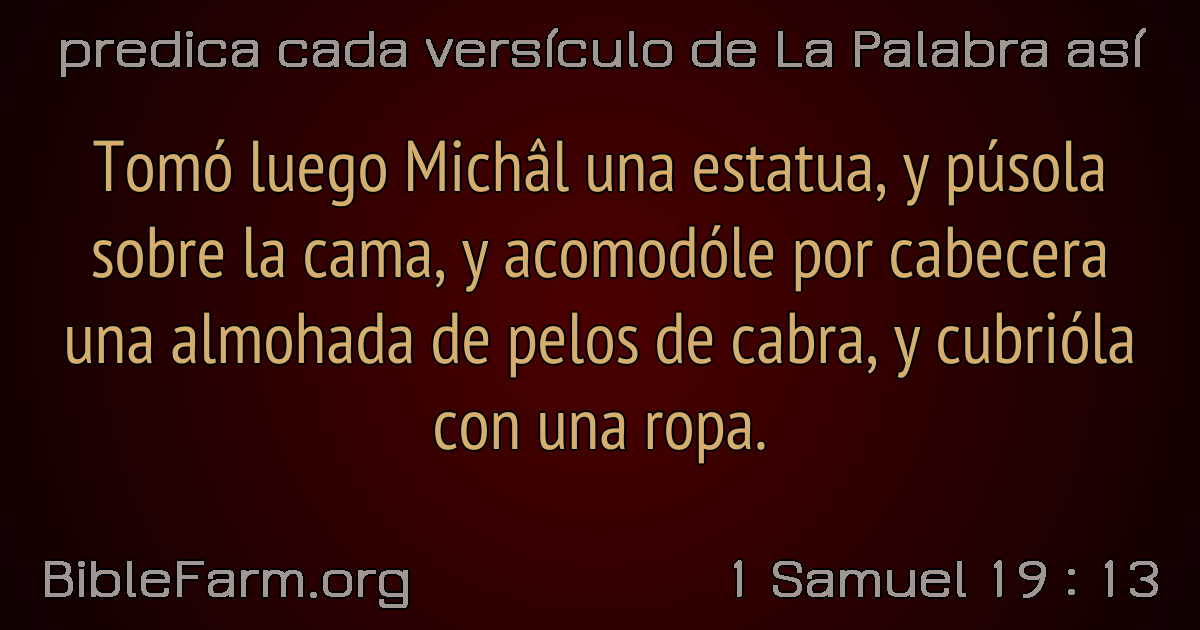 predica cada versículo de La Palabra así
Tomó luego Michâl una estatua, y púsola
sobre la cama, y acomodóle por cabecera
una almohada de pelos de cabra, y cubrióla
con una ropa.
BibleFarm.org
1 Samuel 19 : 13